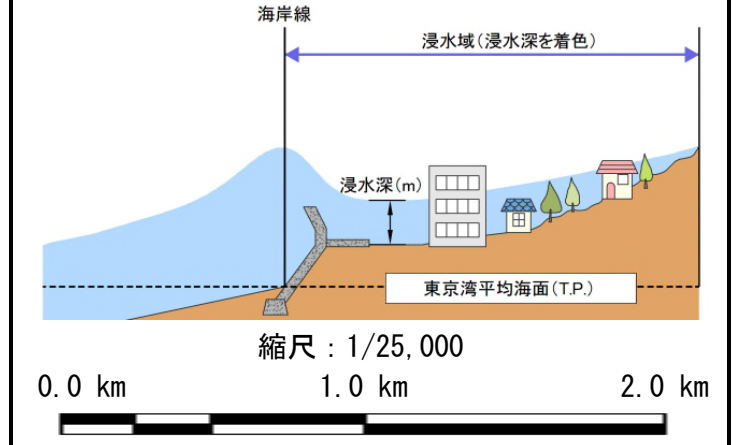 海岸線
浸水域(浸水深を着色)
浸水深(m)
東京湾平均海面(T.P.)
縮尺：1/25,000
0.0 km 1.0 km 2.0 km